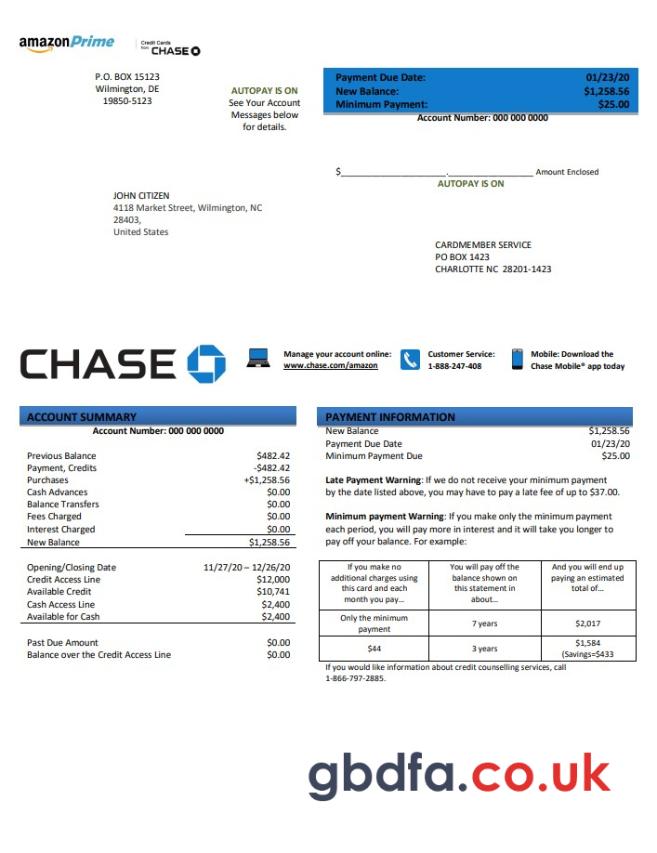 amazonPrime
Credit Cards
from CHASE
P.O. BOX 15123
Wilmington, DE
19850-5123
AUTOPAY IS ON
See Your Account
Messages below
for details.
Payment Due Date: 01/23/20
New Balance: $1,258.56
Minimum Payment: $25.00
Account Number: 000 000 0000
$_______________________.___________________ Amount Enclosed
AUTOPAY IS ON
JOHN CITIZEN
4118 Market Street, Wilmington, NC
28403,
United States
CARDMEMBER SERVICE
PO BOX 1423
CHARLOTTE NC 28201-1423
CHASE
Manage your account online:
www.chase.com/amazon
Customer Service:
1-888-247-408
Mobile: Download the
Chase Mobile® app today
ACCOUNT SUMMARY
Account Number: 000 000 0000
Previous Balance $482.42
Payment, Credits -$482.42
Purchases +$1,258.56
Cash Advances $0.00
Balance Transfers $0.00
Fees Charged $0.00
Interest Charged $0.00
New Balance $1,258.56
Opening/Closing Date 11/27/20 – 12/26/20
Credit Access Line $12,000
Available Credit $10,741
Cash Access Line $2,400
Available for Cash $2,400
Past Due Amount $0.00
Balance over the Credit Access Line $0.00
PAYMENT INFORMATION
New Balance $1,258.56
Payment Due Date 01/23/20
Minimum Payment Due $25.00
Late Payment Warning: If we do not receive your minimum payment
by the date listed above, you may have to pay a late fee of up to $37.00.
Minimum payment Warning: If you make only the minimum payment
each period, you will pay more in interest and it will take you longer to
pay off your balance. For example:
If you make no
additional charges using
this card and each
month you pay…
You will pay off the
balance shown on
this statement in
about…
And you will end up
paying an estimated
total of…
Only the minimum
payment
7 years
$2,017
$44
3 years
$1,584
(Savings=$433
If you would like information about credit counselling services, call
1-866-797-2885.
gbdfa.co.uk